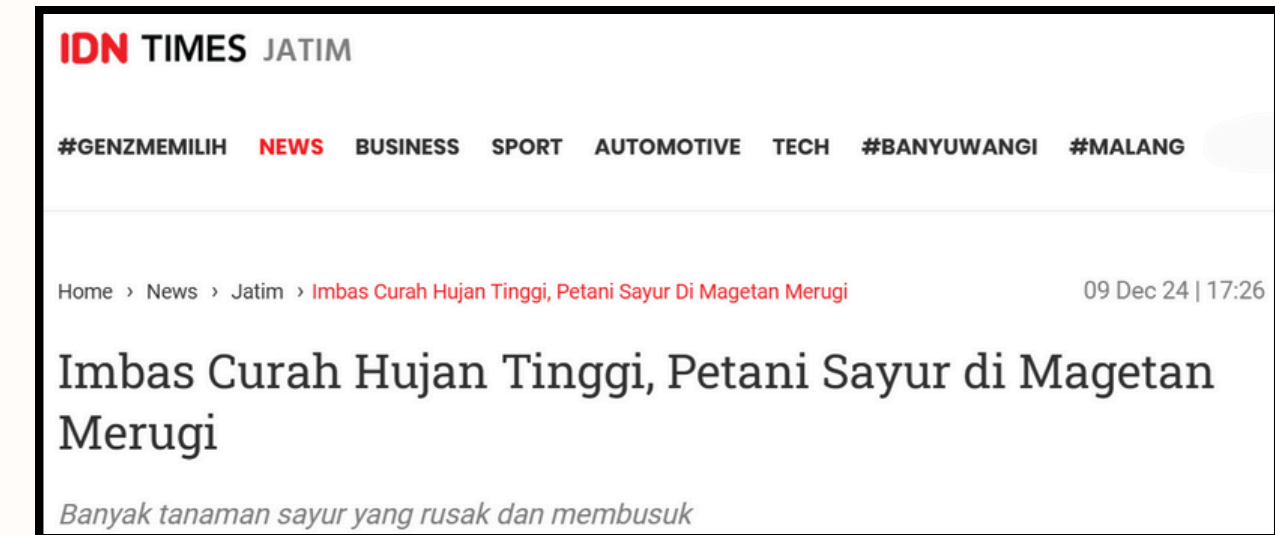 IDN TIMES JATIM
#GENZMEMILIH NEWS BUSINESS SPORT AUTOMOTIVE TECH #BANYUWANGI #MALANG
Home › News › Jatim › Imbas Curah Hujan Tinggi, Petani Sayur Di Magetan Merugi 09 Dec 24 | 17:26
Imbas Curah Hujan Tinggi, Petani Sayur di Magetan
Merugi
Banyak tanaman sayur yang rusak dan membusuk